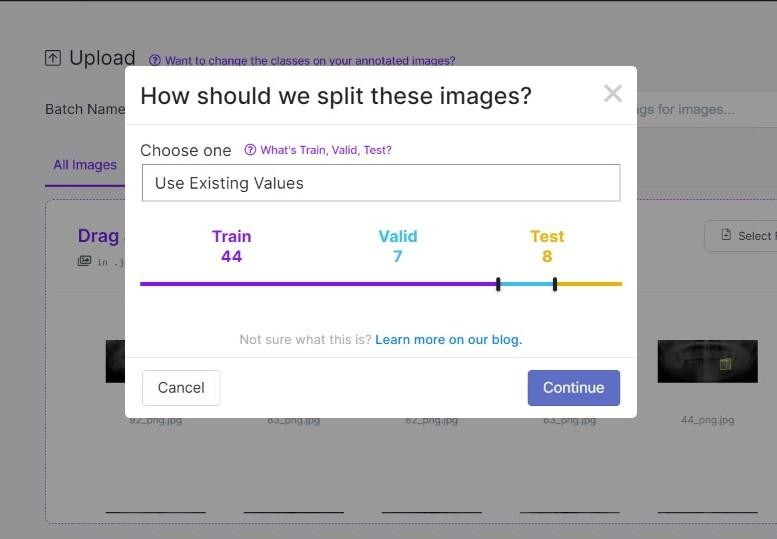 Upload
Want to change the classes on your annotated images?
How should we split these images?
Batch Name
gs for images...
Choose one
What's Train, Valid, Test?
All Images
Use Existing Values
Drag
Train
Valid
Test
Select
44
7
8
in .j
Not sure what this is? Learn more on our blog.
Cancel
Continue
92_png.jpg
83_png.jpg
82_png.jpg
63_png.jpg
44_png.jpg